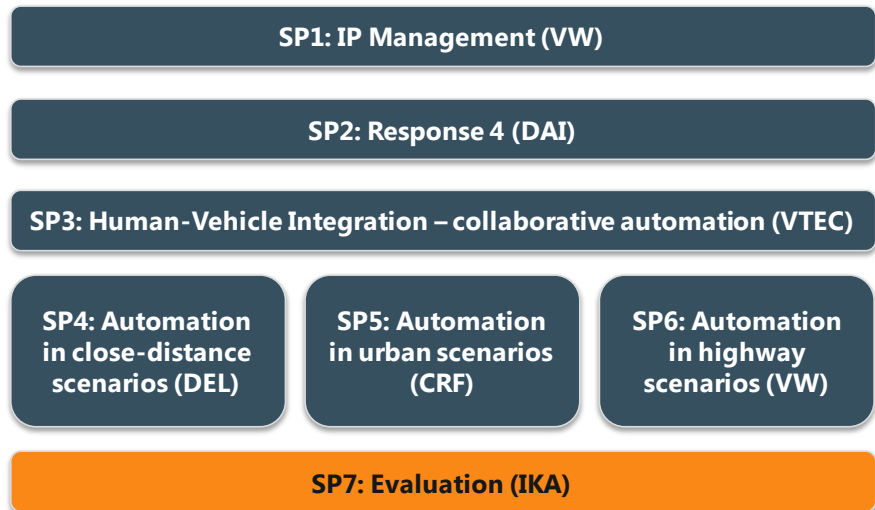 SP1: IP Management (VW)
SP2: Response 4 (DAI)
SP3: Human-Vehicle Integration – collaborative automation (VTEC)
SP4: Automation
in close-distance
scenarios (DEL)
SP5: Automation
in urban scenarios
(CRF)
SP6: Automation
in highway
scenarios (VW)
SP7: Evaluation (IKA)